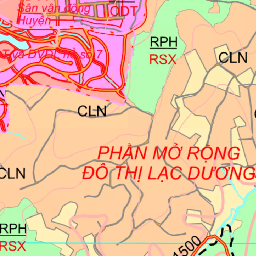 Sân vận động
Huyện
ODT
RPH
RSX
CLN
CLN
PHẦN MỞ RỘNG
ĐÔ THỊ LẠC DƯƠNG
CLN
RPH
RSX
1500